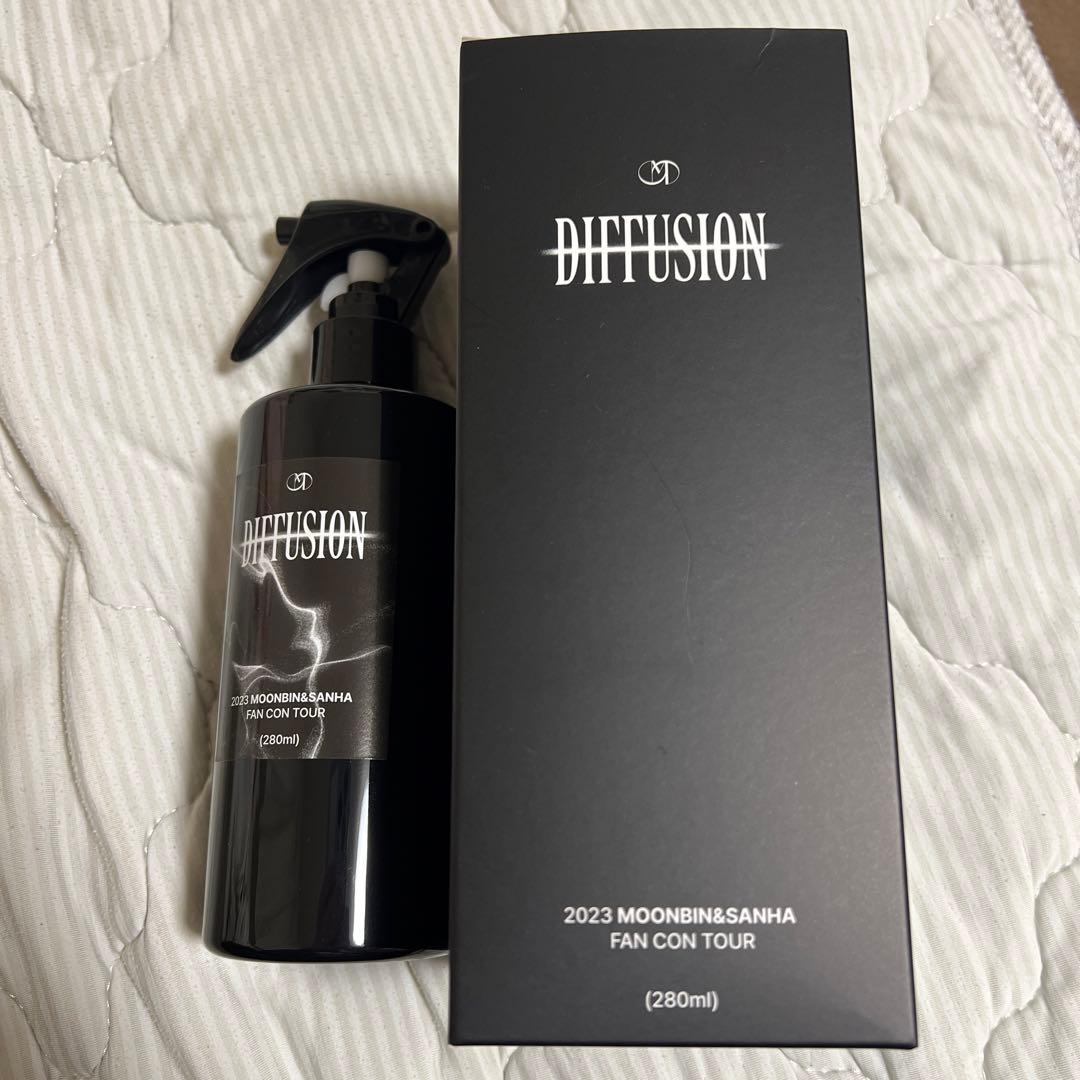 DIFFUSION
2023 MOONBIN&SANHA
FAN CON TOUR
(280ml)
DIFFUSION
2023 MOONBIN&SANHA
FAN CON TOUR
(280ml)